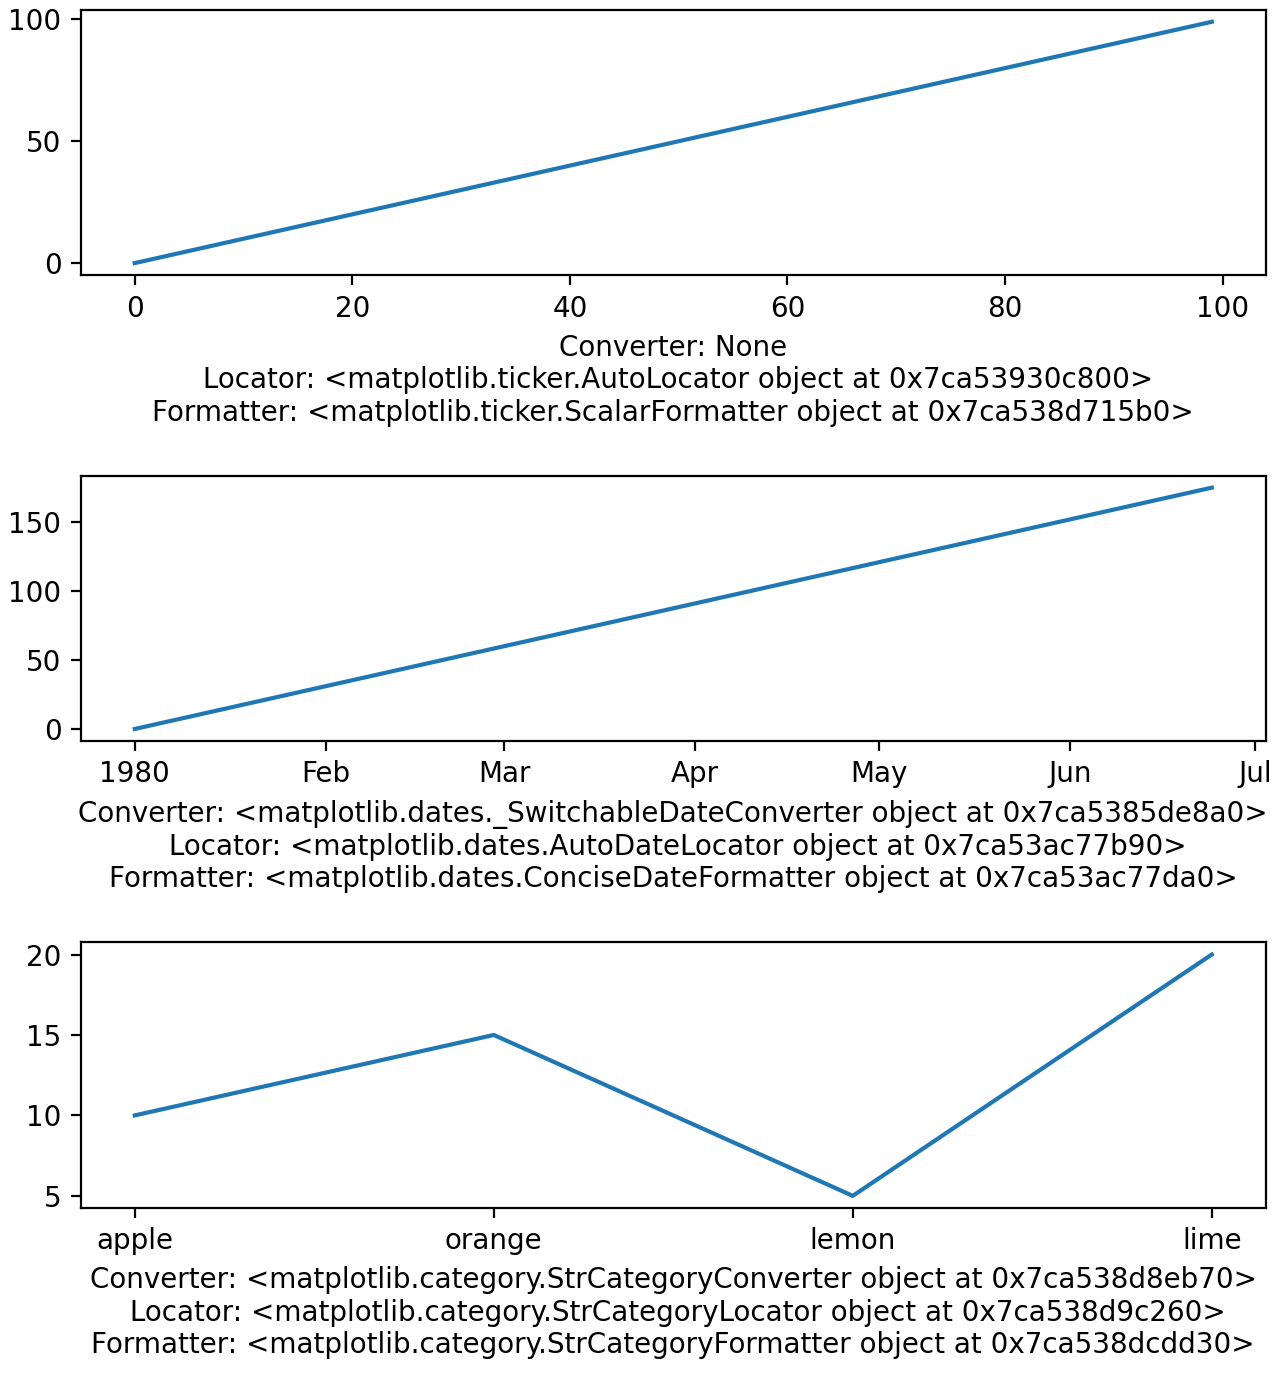 100
50
0
0 20 40 60 80 100
Converter: None
Locator: <matplotlib.ticker.AutoLocator object at 0x7ca53930c800>
Formatter: <matplotlib.ticker.ScalarFormatter object at 0x7ca538d715b0>
150
100
50
0
1980 Feb Mar Apr May Jun Jul
Converter: <matplotlib.dates._SwitchableDateConverter object at 0x7ca5385de8a0>
Locator: <matplotlib.dates.AutoDateLocator object at 0x7ca53ac77b90>
Formatter: <matplotlib.dates.ConciseDateFormatter object at 0x7ca53ac77da0>
20
15
10
5
apple orange lemon lime
Converter: <matplotlib.category.StrCategoryConverter object at 0x7ca538d8eb70>
Locator: <matplotlib.category.StrCategoryLocator object at 0x7ca538d9c260>
Formatter: <matplotlib.category.StrCategoryFormatter object at 0x7ca538dcdd30>